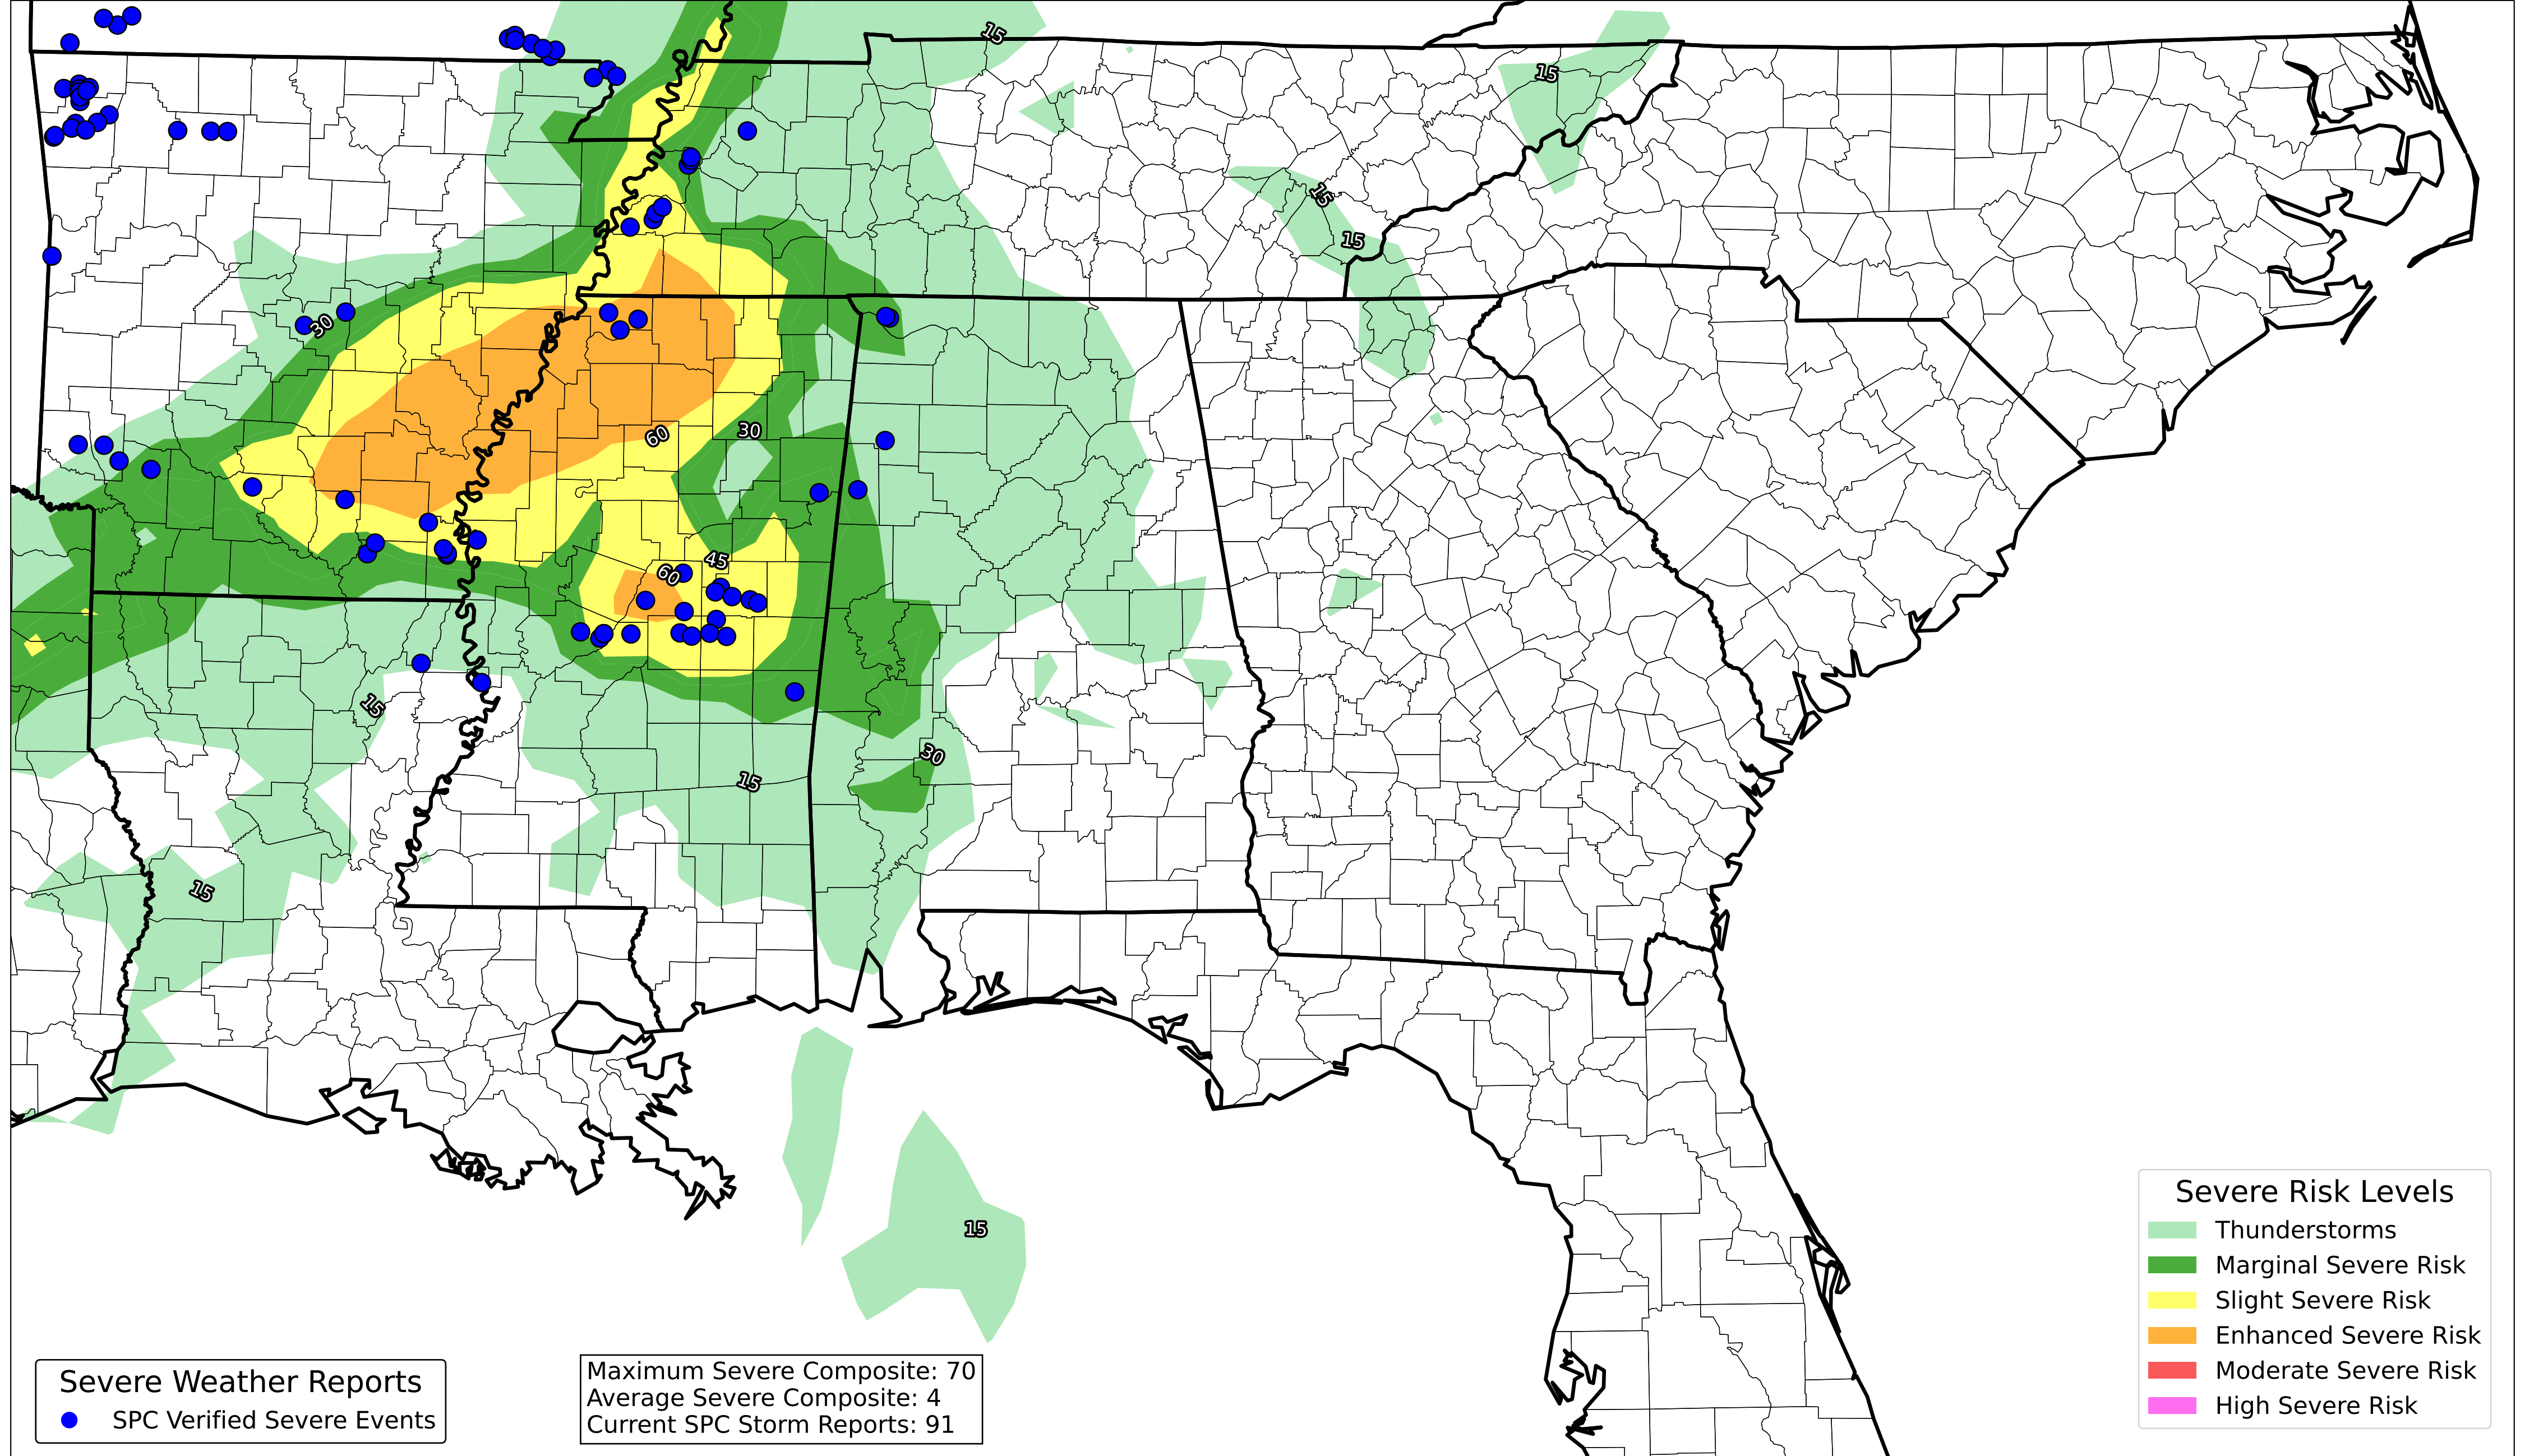 15
15
15
15
30
60
30
45
60
15
30
15
15
15
Severe Risk Levels
Thunderstorms
Marginal Severe Risk
Slight Severe Risk
Enhanced Severe Risk
Moderate Severe Risk
High Severe Risk
Severe Weather Reports
SPC Verified Severe Events
Maximum Severe Composite: 70
Average Severe Composite: 4
Current SPC Storm Reports: 91